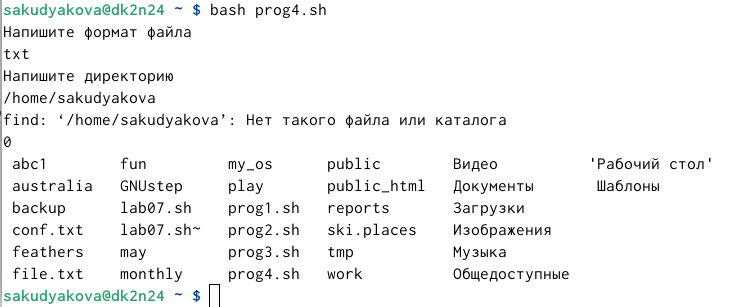 sakudyakova@dk2n24 ~ $ bash prog4.sh
Напишите формат файла
txt
Напишите директорию
/home/sakudyakova
find: ‘/home/sakudyakova’: Нет такого файла или каталога
0
abc1 fun my_os public Видео 'Рабочий стол'
australia GNUstep play public_html Документы Шаблоны
backup lab07.sh prog1.sh reports Загрузки
conf.txt lab07.sh~ prog2.sh ski.places Изображения
feathers may prog3.sh tmp Музыка
file.txt monthly prog4.sh work Общедоступные
sakudyakova@dk2n24 ~ $